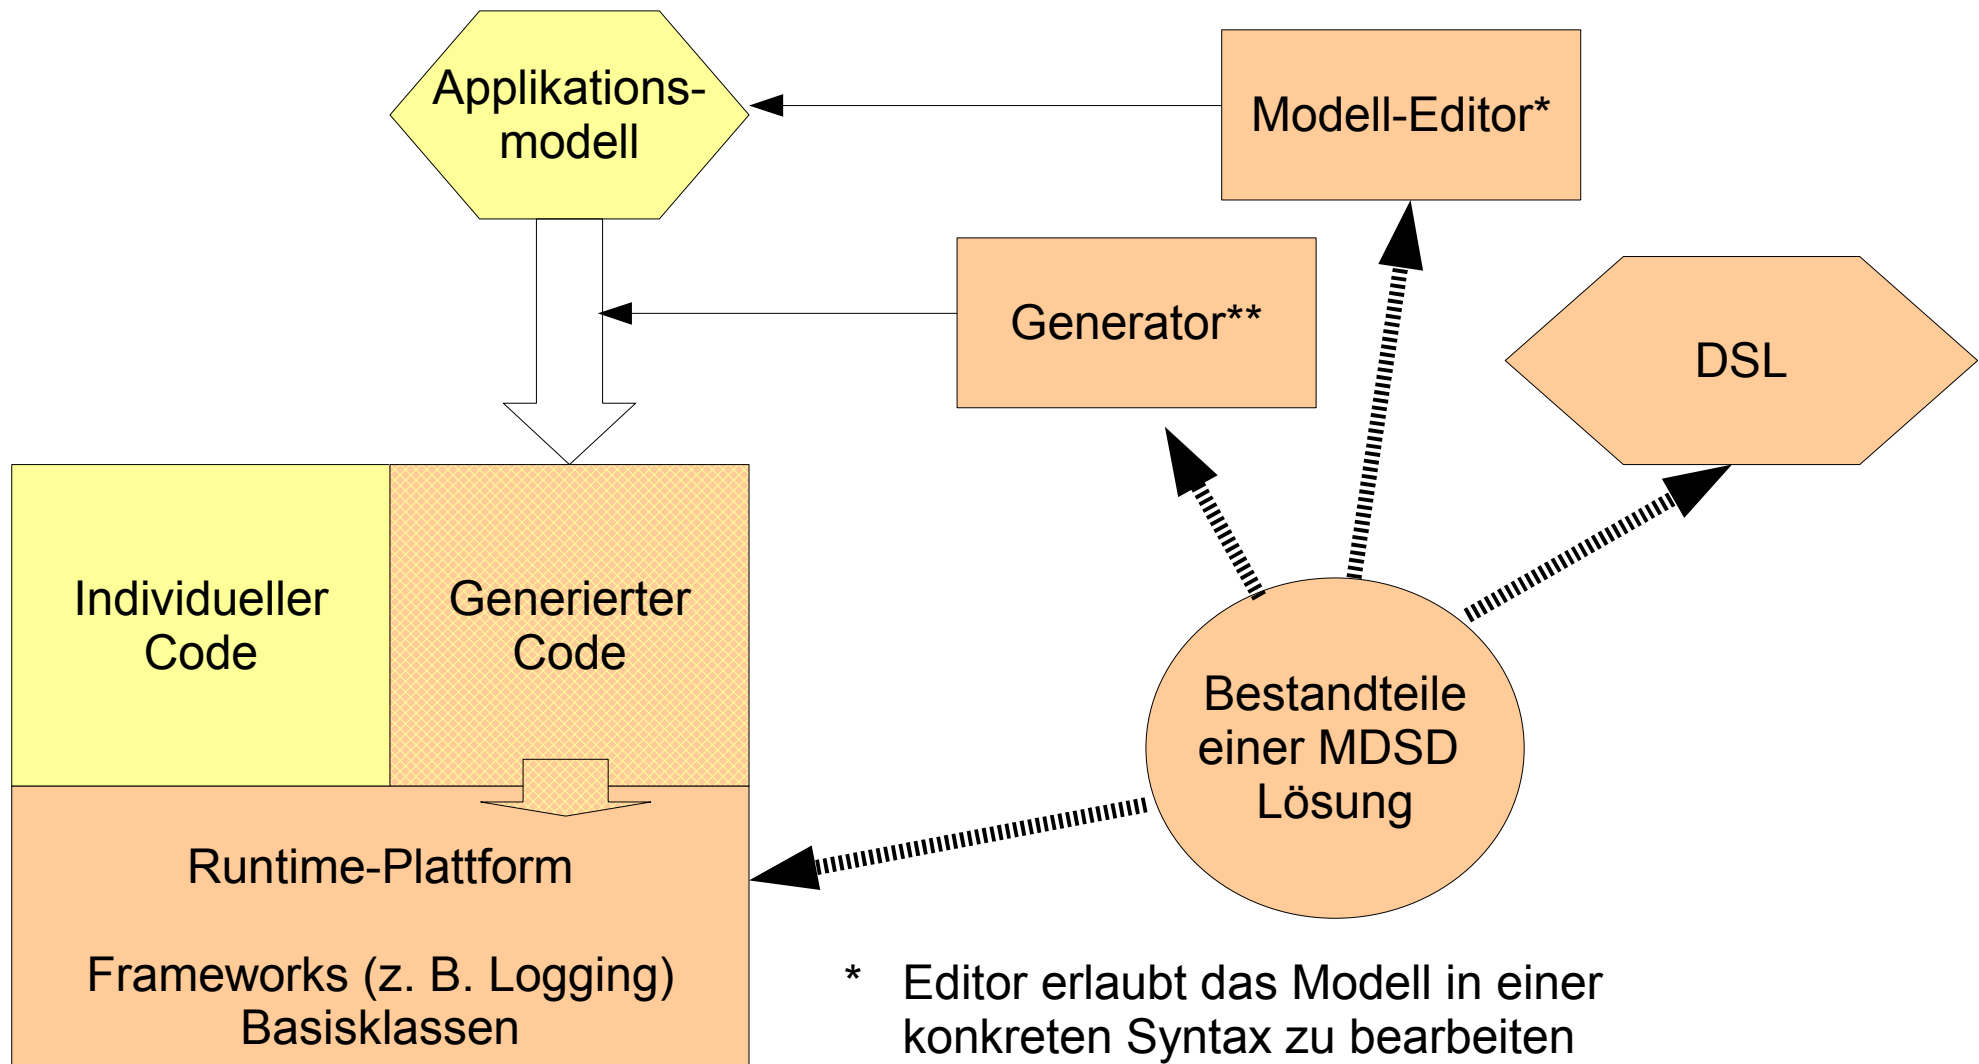 Applikations-
modell
Modell-Editor*
Generator**
DSL
Individueller
Code
Generierter
Code
Bestandteile
einer MDSD
Lösung
Runtime-Plattform
Frameworks (z. B. Logging)
Basisklassen
* Editor erlaubt das Modell in einer
konkreten Syntax zu bearbeiten